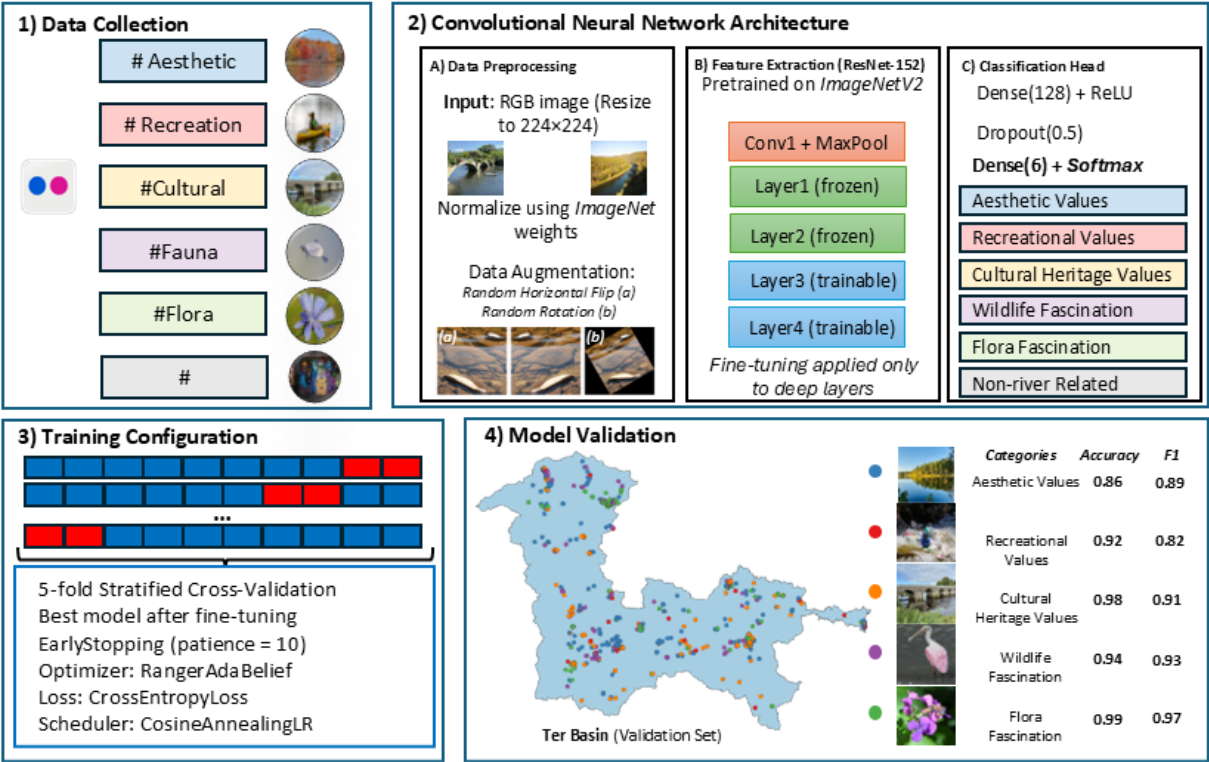 1) Data Collection
# Aesthetic
# Recreation
#Cultural
#Fauna
#Flora
#
2) Convolutional Neural Network Architecture
A) Data Preprocessing
Input: RGB image (Resize
to 224×224)
Normalize using ImageNet
weights
Data Augmentation:
Random Horizontal Flip (a)
Random Rotation (b)
(a)
(b)
B) Feature Extraction (ResNet-152)
Pretrained on ImageNetV2
Conv1 + MaxPool
Layer1 (frozen)
Layer2 (frozen)
Layer3 (trainable)
Layer4 (trainable)
Fine-tuning applied only
to deep layers
C) Classification Head
Dense(128) + ReLU
Dropout(0.5)
Dense(6) + Softmax
Aesthetic Values
Recreational Values
Cultural Heritage Values
Wildlife Fascination
Flora Fascination
Non-river Related
3) Training Configuration
...
5-fold Stratified Cross-Validation
Best model after fine-tuning
EarlyStopping (patience = 10)
Optimizer: RangerAdaBelief
Loss: CrossEntropyLoss
Scheduler: CosineAnnealingLR
4) Model Validation
Ter Basin (Validation Set)
Categories Accuracy F1
Aesthetic Values 0.86 0.89
Recreational
Values 0.92 0.82
Cultural
Heritage Values 0.98 0.91
Wildlife
Fascination 0.94 0.93
Flora
Fascination 0.99 0.97